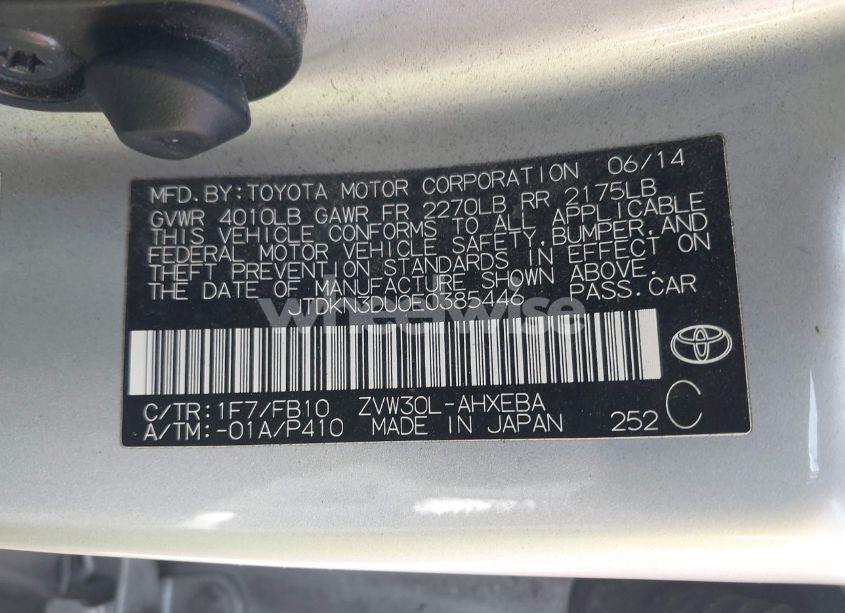 MFD.BY:TOYOTA MOTOR CORPORATION 06/14
GVWR 4010LB GAWR FR 2270LB RR 2175LB
THIS VEHICLE CONFORMS TO ALL APPLICABLE
FEDERAL MOTOR VEHICLE SAFETY,BUMPER,AND
THEFT PREVENTION STANDARDS IN EFFECT ON
THE DATE OF MANUFACTURE SHOWN ABOVE.
JTDKN3DU0E0385446 PASS.CAR
wheelwise
C/TR:1F7/FB10 ZVW30L-AHXEBA
A/TM:-01A/P410 MADE IN JAPAN 252 C